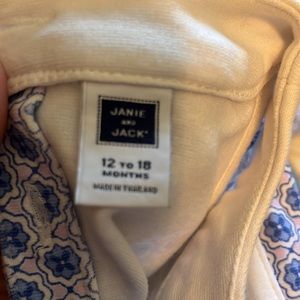 JANIE
AND
JACK
12 TO 18
MONTHS
MADE IN THAILAND